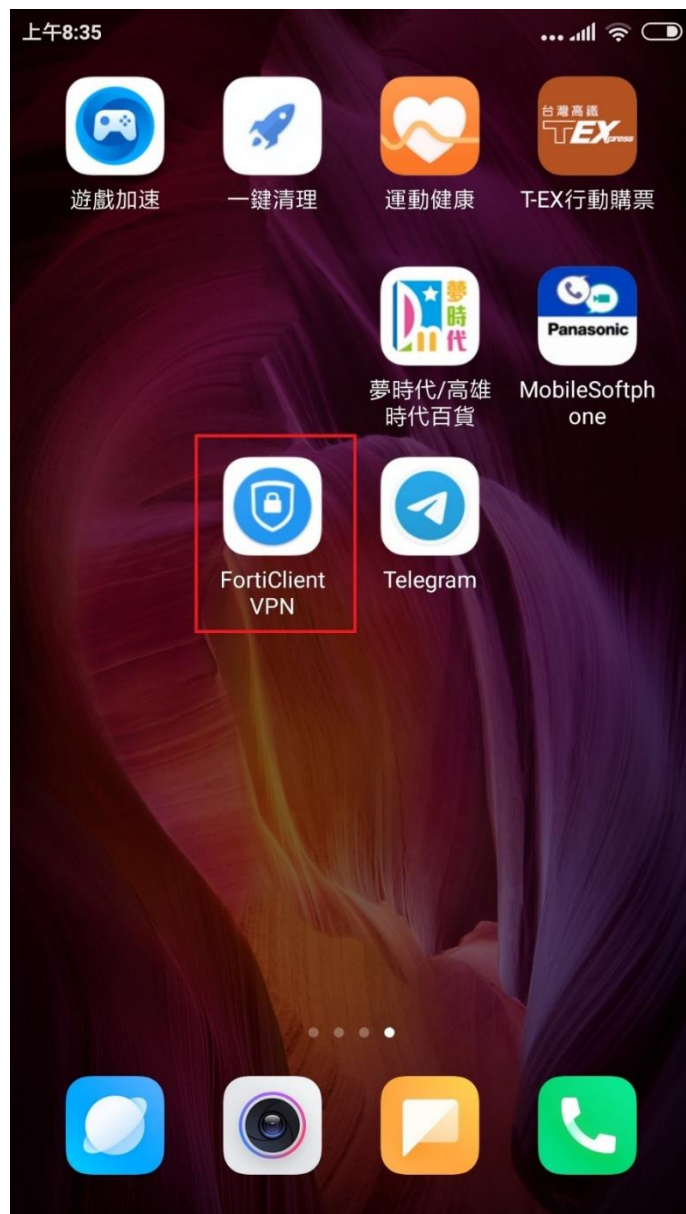 上午8:35
台灣高鐵
TEXpress
遊戲加速
一鍵清理
運動健康
T-EX行動購票
夢時代
Panasonic
夢時代/高雄
時代百貨
MobileSoftph
one
FortiClient
VPN
Telegram